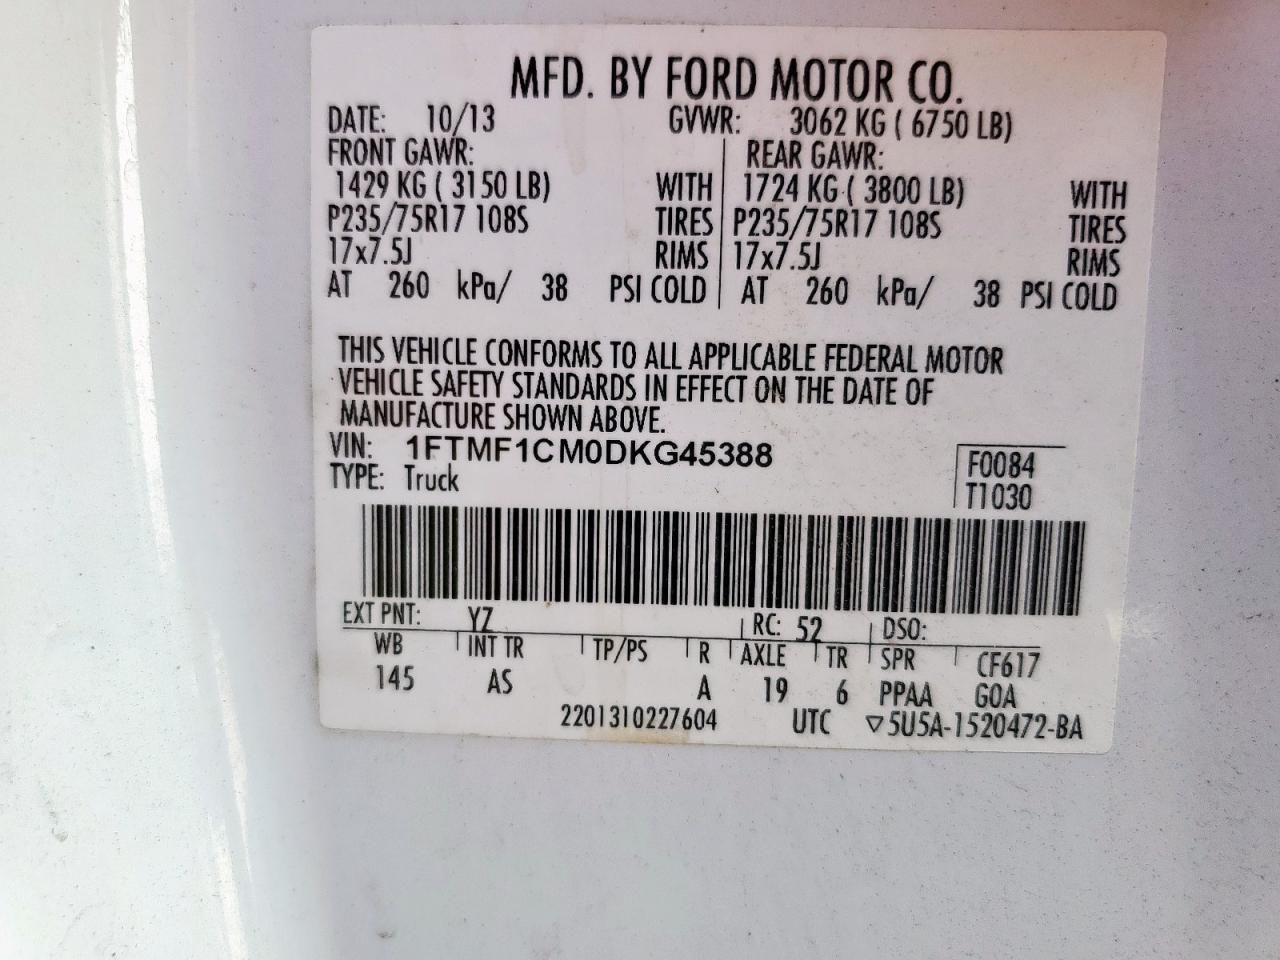 MFD. BY FORD MOTOR CO.
DATE: 10/13 GVWR: 3062 KG ( 6750 LB)
FRONT GAWR: REAR GAWR:
1429 KG ( 3150 LB) WITH 1724 KG ( 3800 LB) WITH
P235/75R17 108S TIRES P235/75R17 108S TIRES
17x7.5J RIMS 17x7.5J RIMS
AT 260 kPa/ 38 PSI COLD AT 260 kPa/ 38 PSI COLD
THIS VEHICLE CONFORMS TO ALL APPLICABLE FEDERAL MOTOR
VEHICLE SAFETY STANDARDS IN EFFECT ON THE DATE OF
MANUFACTURE SHOWN ABOVE.
VIN: 1FTMF1CM0DKG45388
TYPE: Truck
F0084
T1030
EXT PNT: YZ RC: 52 DSO:
WB INT TR TP/PS R AXLE TR SPR CF617
145 AS A 19 6 PPAA GOA
2201310227604 UTC ▽5U5A-1520472-BA